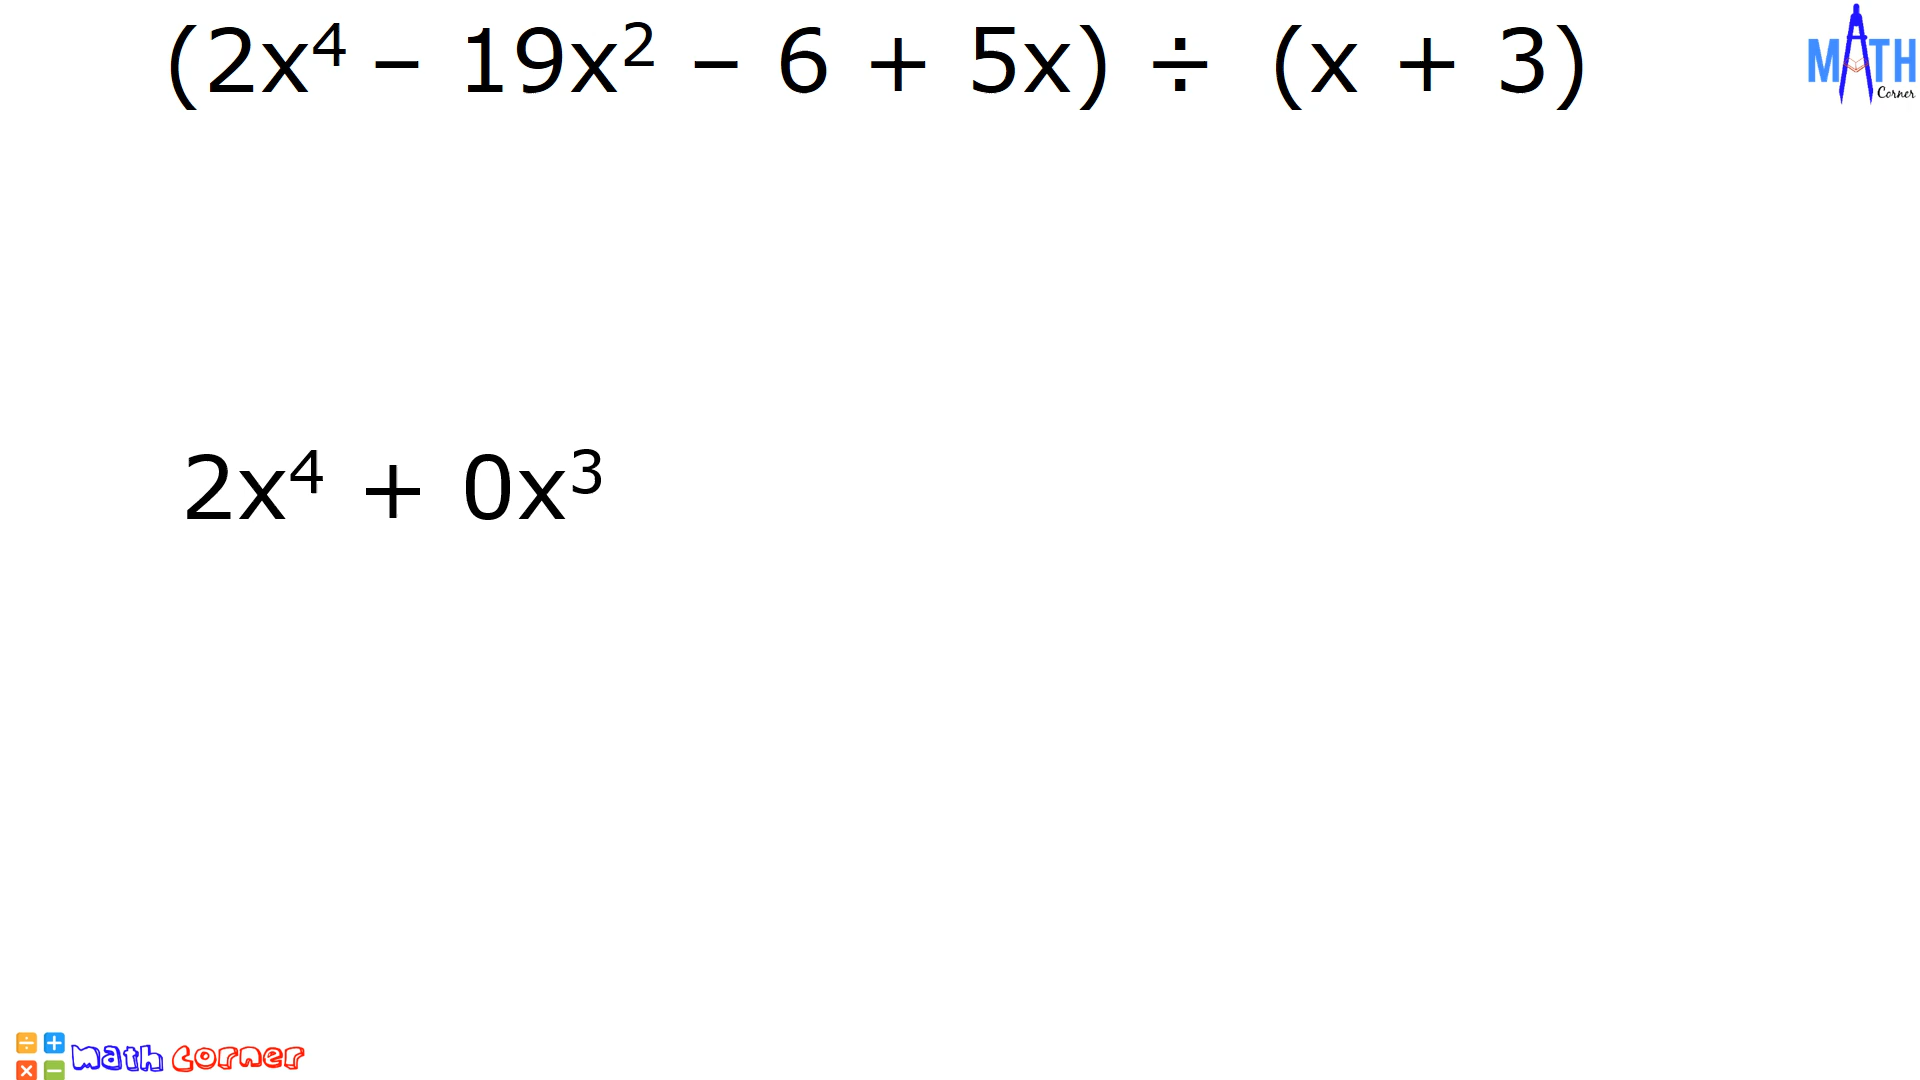 (2x⁴ – 19x² – 6 + 5x) ÷ (x + 3)
MATH
Corner
2x⁴ + 0x³
math corner